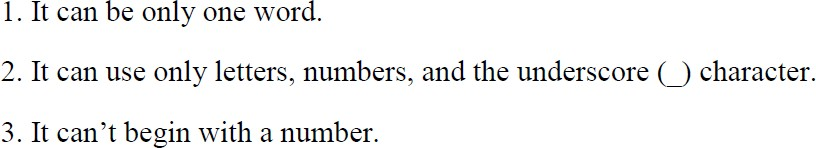 1. It can be only one word.
2. It can use only letters, numbers, and the underscore (_) character.
3. It can’t begin with a number.